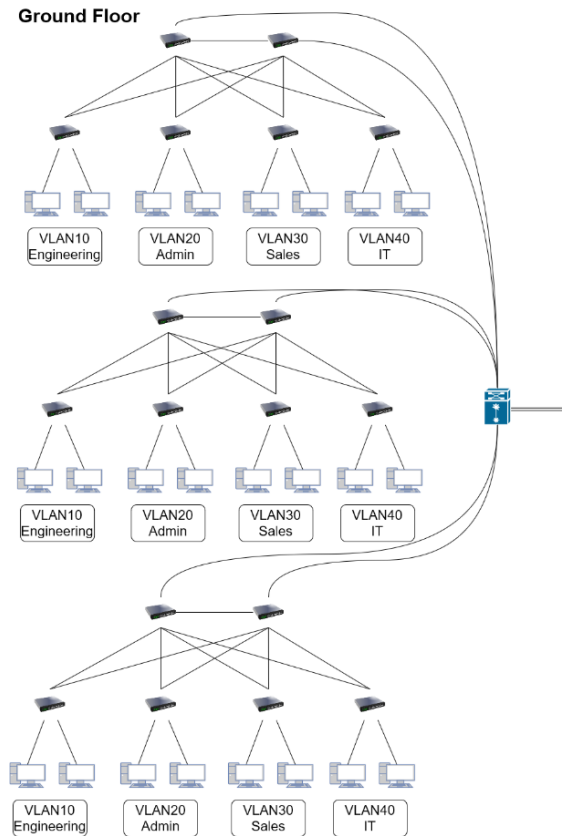 Ground Floor
VLAN10
Engineering
VLAN20
Admin
VLAN30
Sales
VLAN40
IT
VLAN10
Engineering
VLAN20
Admin
VLAN30
Sales
VLAN40
IT
VLAN10
Engineering
VLAN20
Admin
VLAN30
Sales
VLAN40
IT